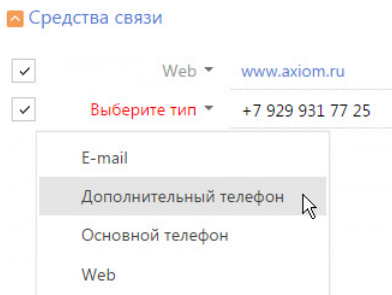 Средства связи
Web www.axiom.ru
Выберите тип +7 929 931 77 25
E-mail
Дополнительный телефон
Основной телефон
Web